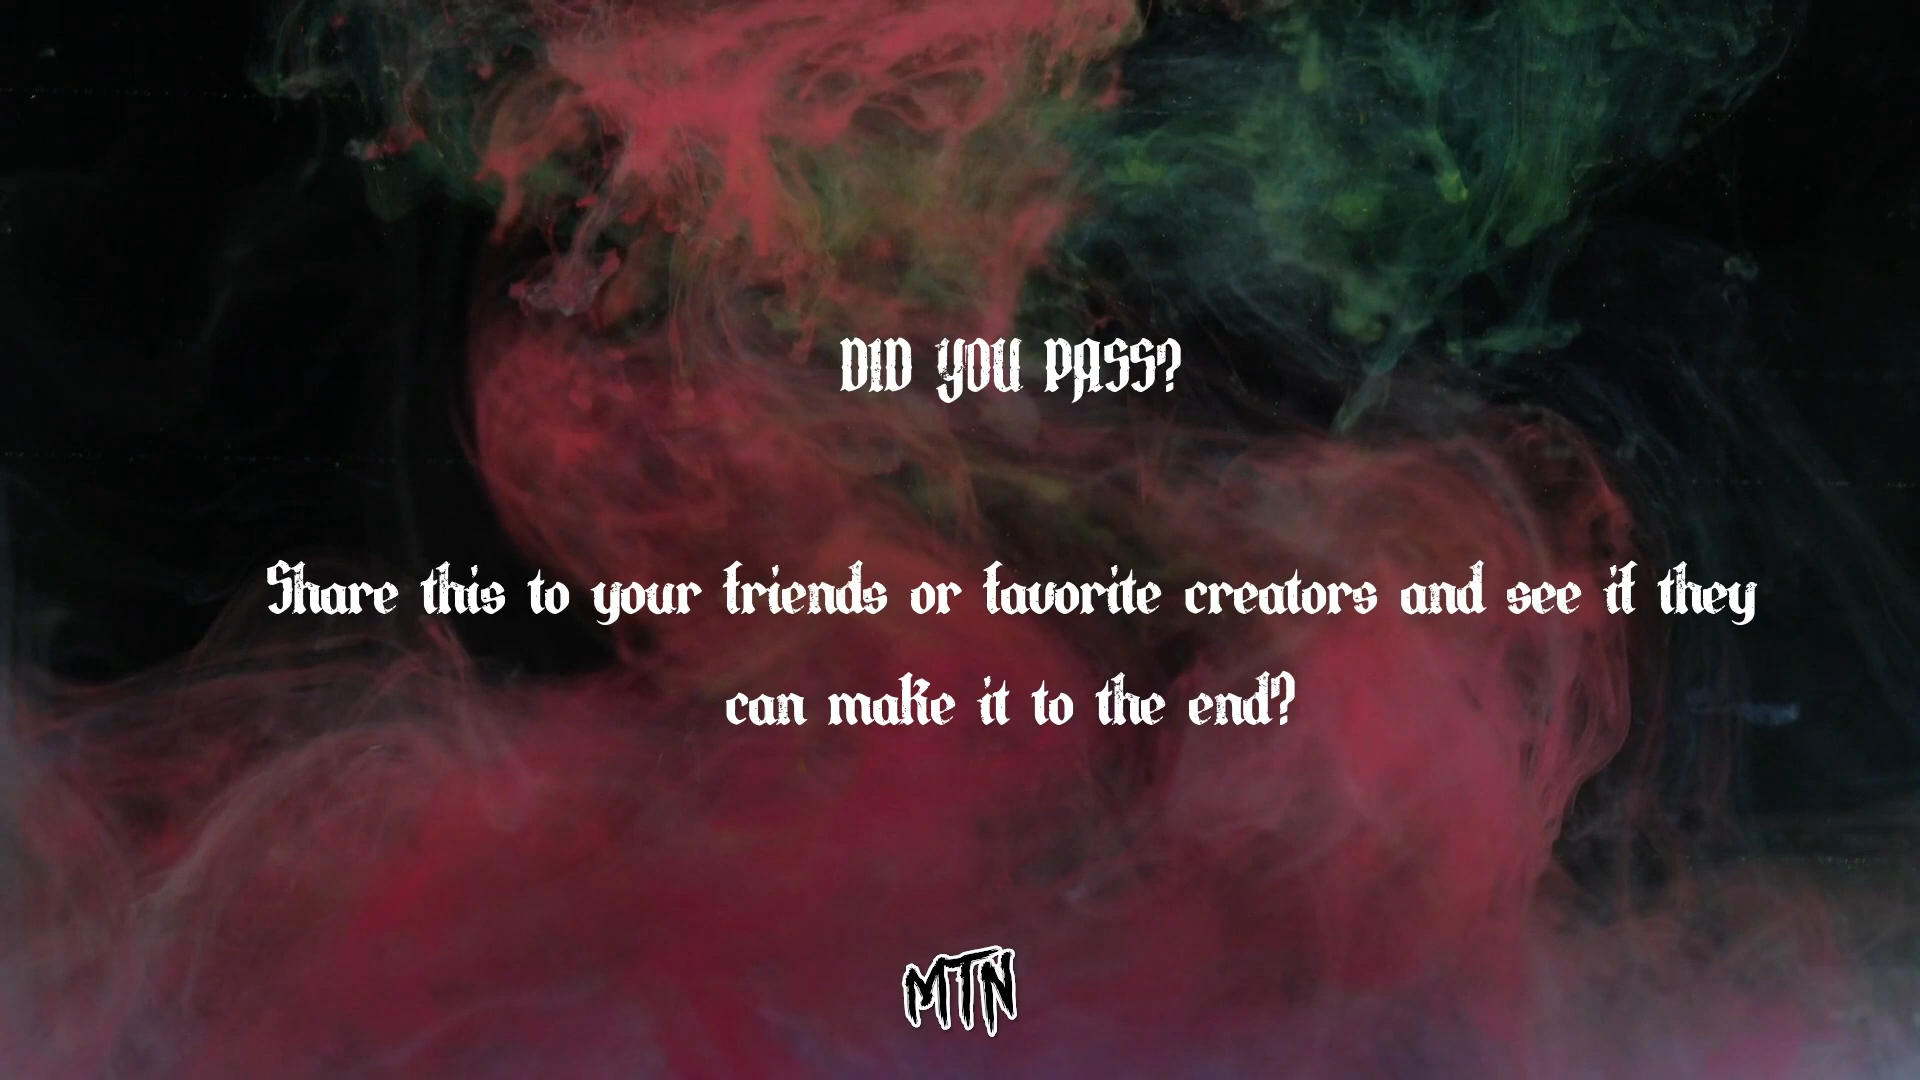 DID YOU PASS?
Share this to your friends or favorite creators and see if they
can make it to the end?
MTN